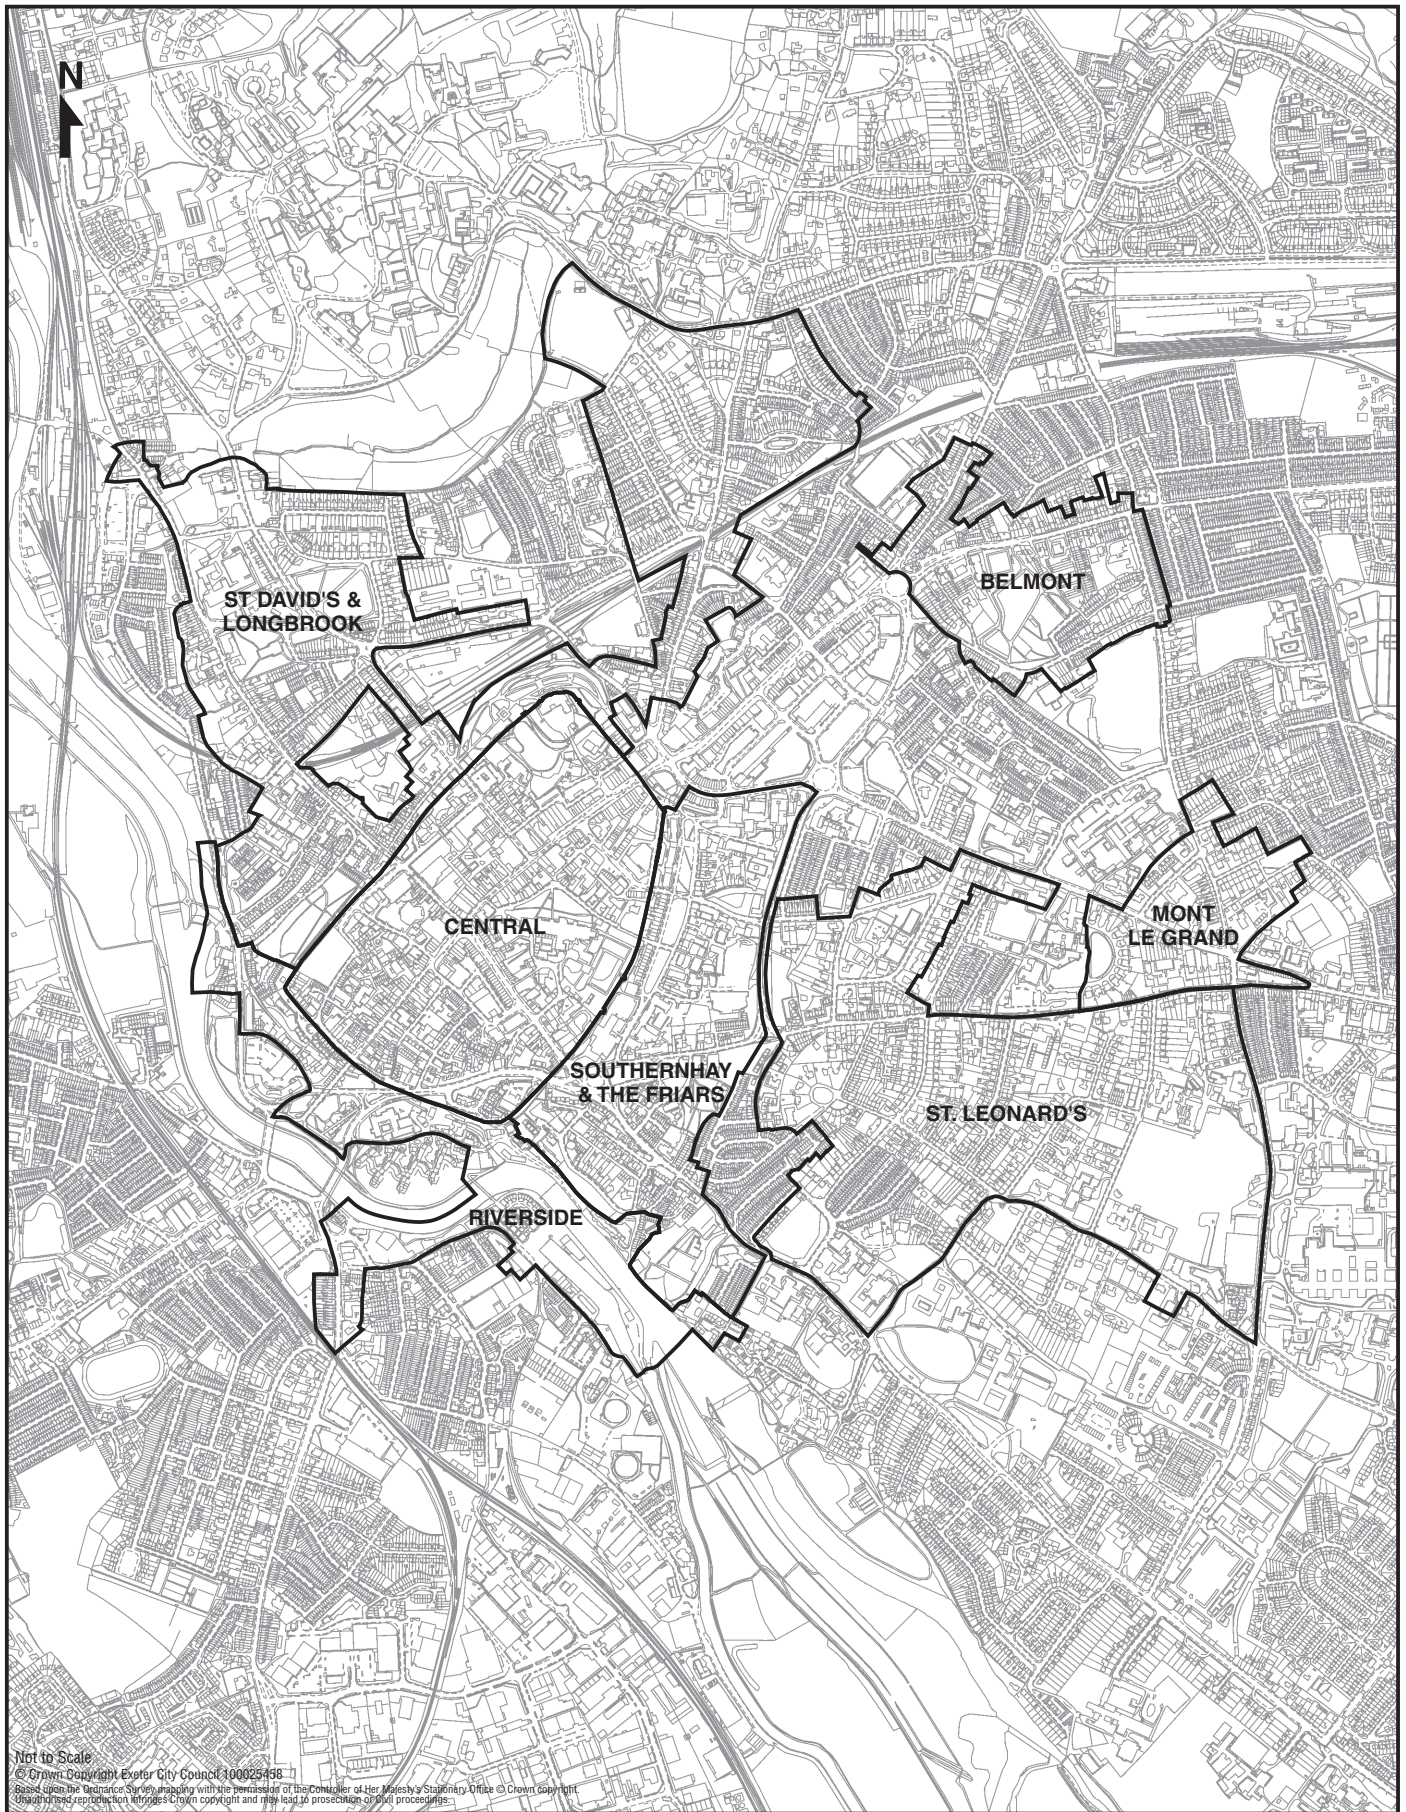 N
ST DAVID'S &
LONGBROOK
BELMONT
CENTRAL
MONT
LE GRAND
SOUTHERNHAY
& THE FRIARS
ST. LEONARD'S
RIVERSIDE
Not to Scale
© Crown Copyright Exeter City Council 100025458
Based upon the Ordnance Survey mapping with the permission of the Controller of Her Majesty's Stationery Office © Crown copyright.
Unauthorised reproduction infringes Crown copyright and may lead to prosecution or Civil proceedings.